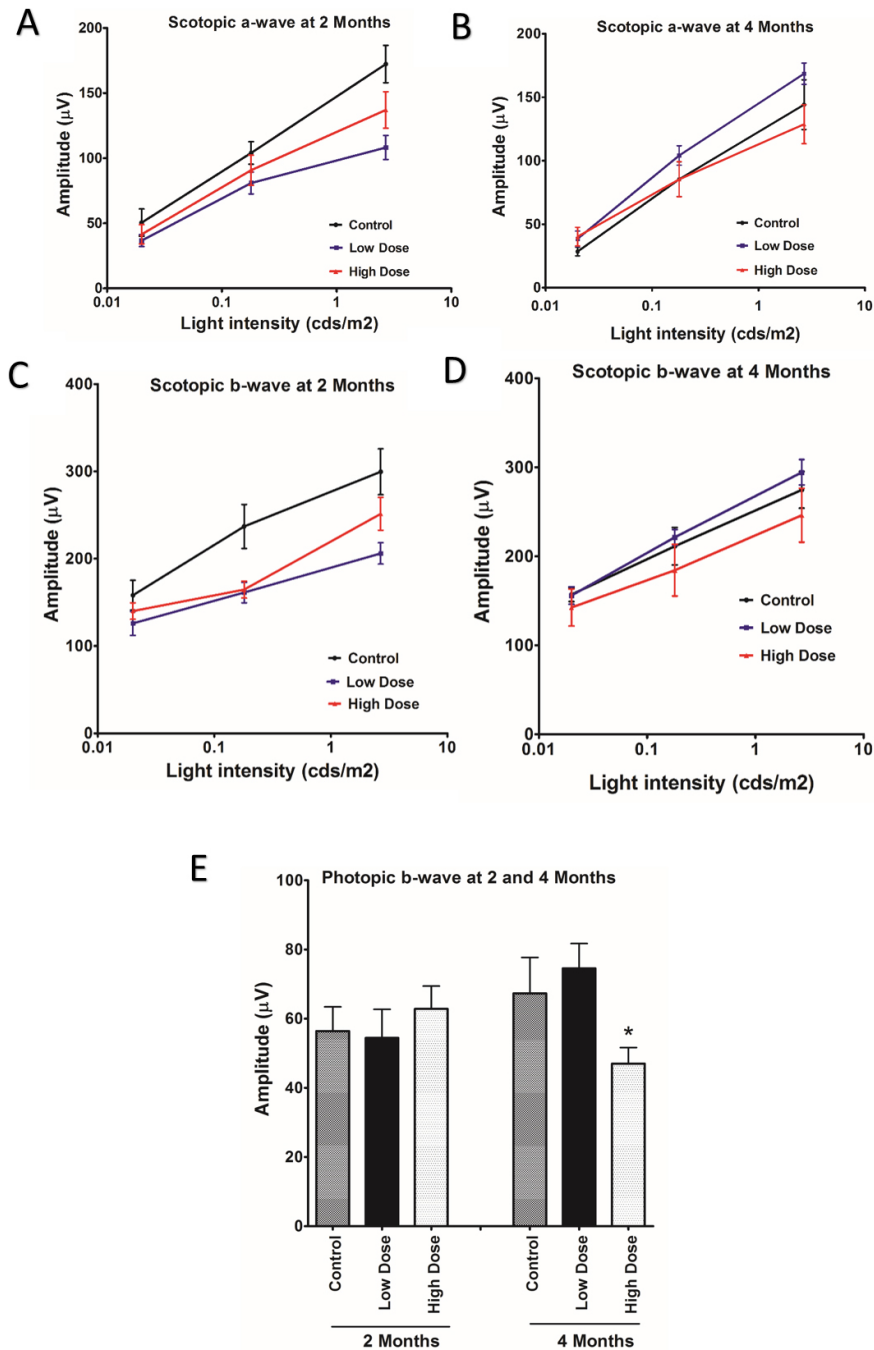 A
Scotopic a-wave at 2 Months
Amplitude (μV)
200
150
100
50
0
Control
Low Dose
High Dose
0.01
0.1
1
10
Light intensity (cds/m2)
B
Scotopic a-wave at 4 Months
Amplitude (μV)
200
150
100
50
0
Control
Low Dose
High Dose
0.01
0.1
1
10
Light intensity (cds/m2)
C
Scotopic b-wave at 2 Months
Amplitude (μV)
400
300
200
100
0
Control
Low Dose
High Dose
0.01
0.1
1
10
Light intensity (cds/m2)
D
Scotopic b-wave at 4 Months
Amplitude (μV)
400
300
200
100
0
Control
Low Dose
High Dose
0.01
0.1
1
10
Light intensity (cds/m2)
E
Photopic b-wave at 2 and 4 Months
Amplitude (μV)
100
80
60
40
20
0
*
Control
Low Dose
High Dose
Control
Low Dose
High Dose
2 Months
4 Months